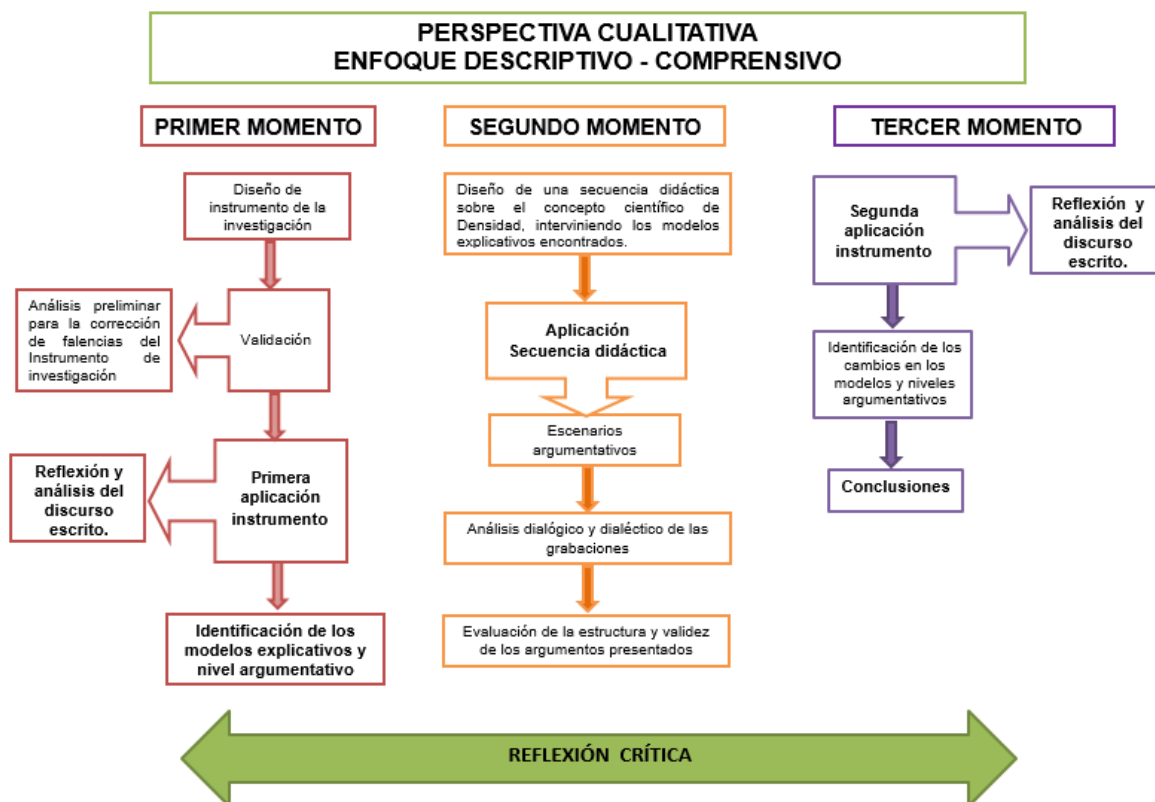 PERSPECTIVA CUALITATIVA
ENFOQUE DESCRIPTIVO - COMPRENSIVO
PRIMER MOMENTO
Diseño de
instrumento de la
investigación
Análisis preliminar
para la corrección
de falencias del
Instrumento de
investigación
Validación
Reflexión y
análisis del
discurso
escrito.
Primera
aplicación
instrumento
Identificación de los
modelos explicativos y
nivel argumentativo
SEGUNDO MOMENTO
Diseño de una secuencia didáctica
sobre el concepto científico de
Densidad, interviniendo los modelos
explicativos encontrados.
Aplicación
Secuencia didáctica
Escenarios
argumentativos
Análisis dialógico y dialéctico de las
grabaciones
Evaluación de la estructura y validez
de los argumentos presentados
TERCER MOMENTO
Segunda
aplicación
instrumento
Reflexión y
análisis del
discurso
escrito.
Identificación de los
cambios en los
modelos y niveles
argumentativos
Conclusiones
REFLEXIÓN CRÍTICA